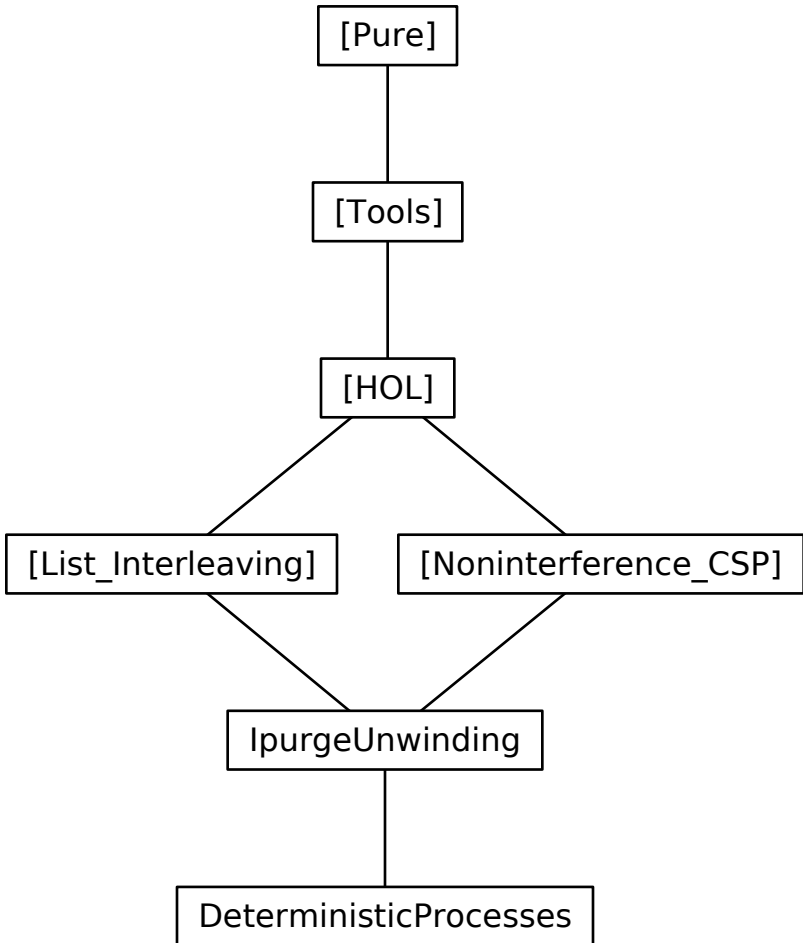 [Pure]
[Tools]
[HOL]
[List_Interleaving]
[Noninterference_CSP]
IpurgeUnwinding
DeterministicProcesses